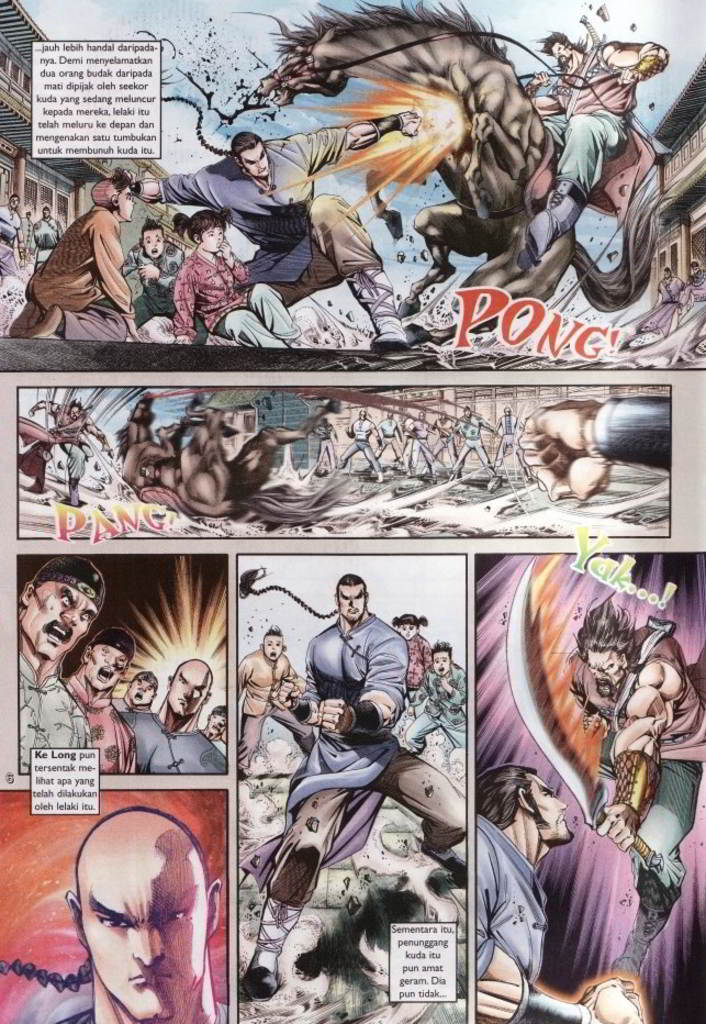 ...jauh lebih handal daripada-
nya. Demi menyelamatkan
dua orang budak daripada
mati dipijak oleh seekor
kuda yang sedang meluncur
kepada mereka, lelaki itu
telah meluru ke depan dan
mengenakan satu tumbukan
untuk membunuh kuda itu.
PONG!
PANG!
Yak...!
Ke Long pun
tersentak me-
lihat apa yang
telah dilakukan
oleh lelaki itu.
6
Sementara itu,
penunggang
kuda itu
pun amat
geram. Dia
pun tidak...